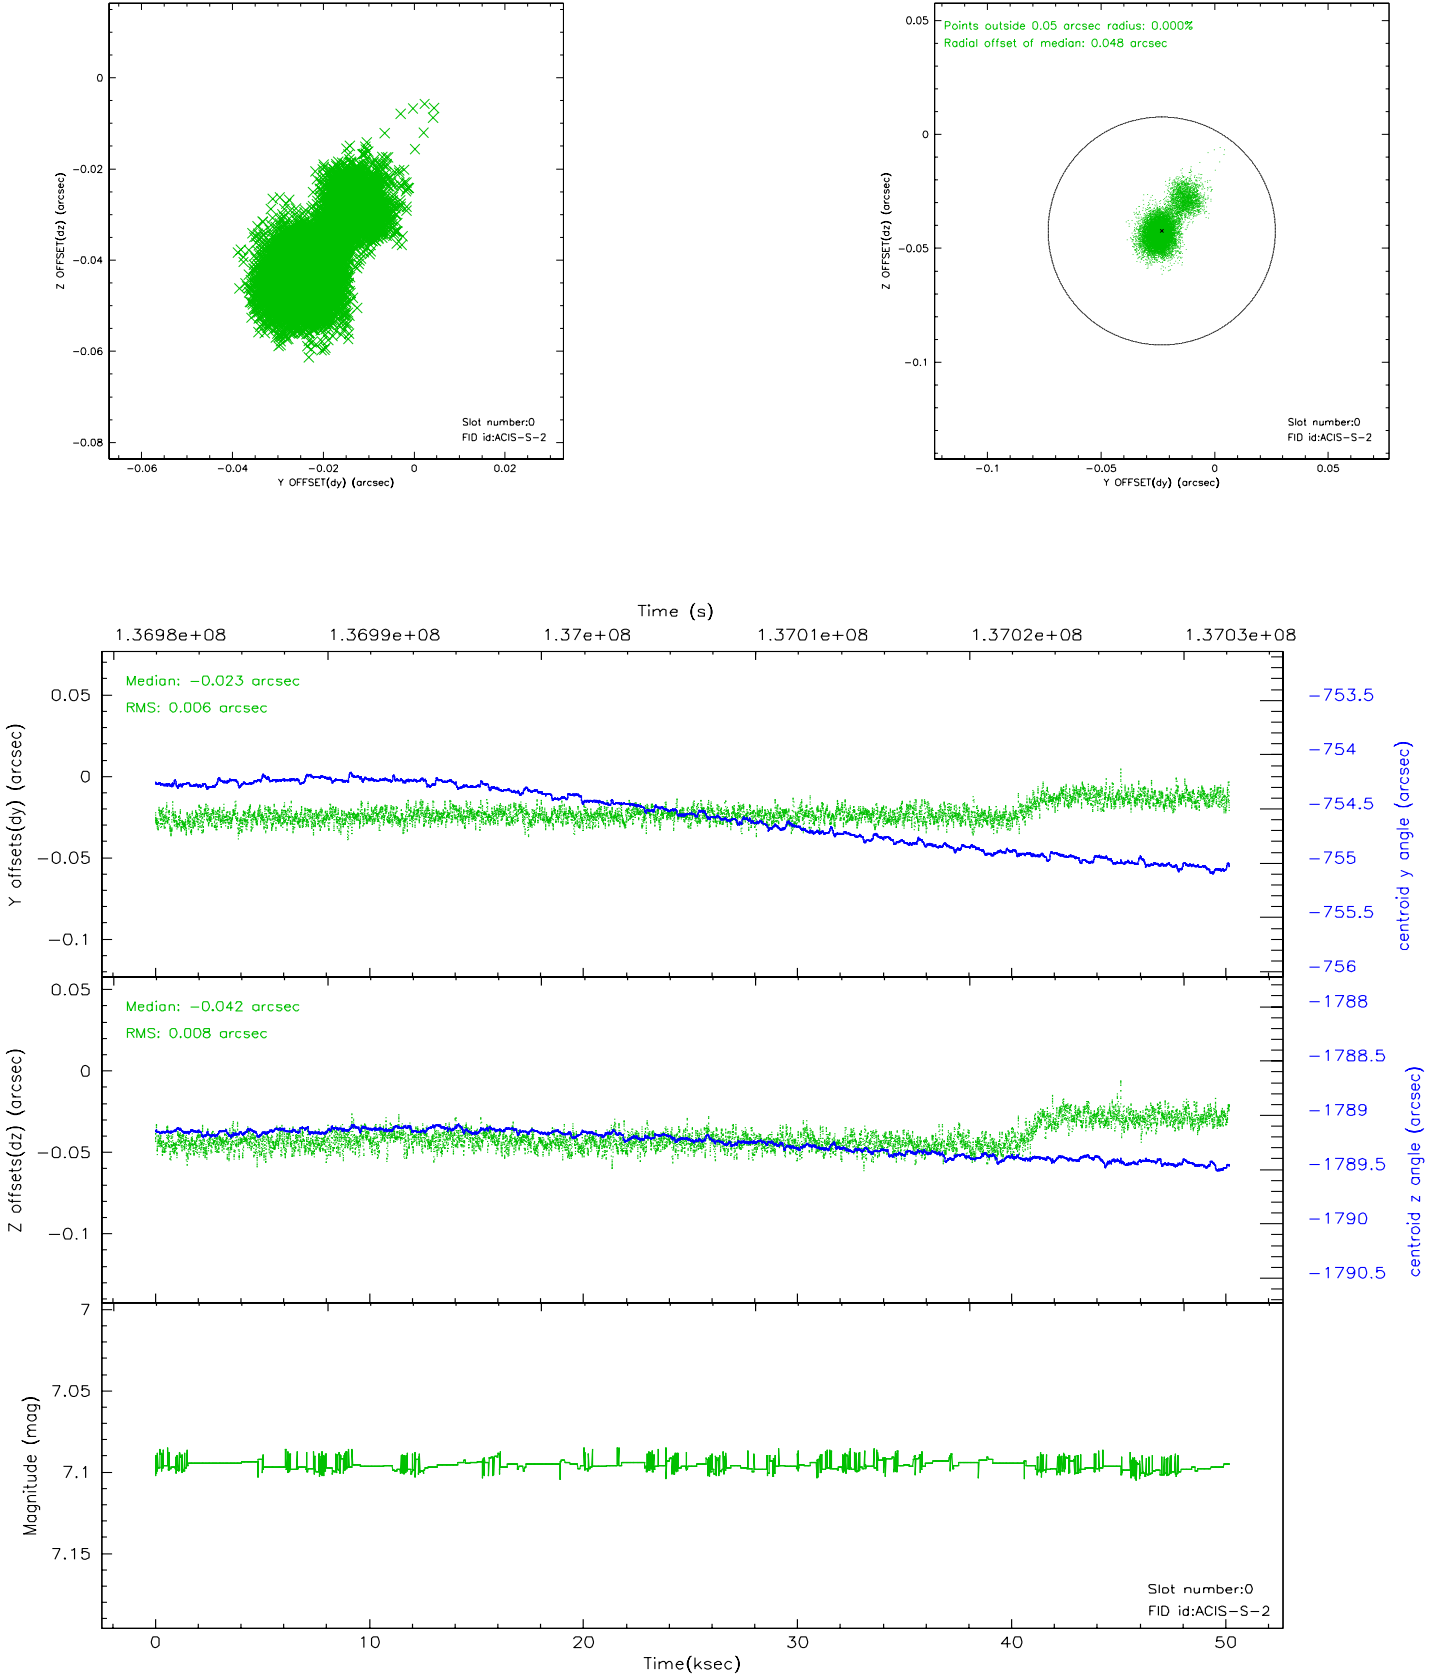 0
-0.02
-0.04
-0.06
-0.08
Z OFFSET(dz) (arcsec)
Slot number:0
FID id:ACIS-S-2
-0.06 -0.04 -0.02 0 0.02
Y OFFSET(dy) (arcsec)
Points outside 0.05 arcsec radius: 0.000%
Radial offset of median: 0.048 arcsec
0.05
0
-0.05
-0.1
Z OFFSET(dz) (arcsec)
Slot number:0
FID id:ACIS-S-2
-0.1 -0.05 0 0.05
Y OFFSET(dy) (arcsec)
Time (s)
1.3698e+08 1.3699e+08 1.37e+08 1.3701e+08 1.3702e+08 1.3703e+08
Median: -0.023 arcsec
RMS: 0.006 arcsec
0.05
0
-0.05
-0.1
Y offsets(dy) (arcsec)
-753.5
-754
-754.5
-755
-755.5
-756
centroid y angle (arcsec)
Median: -0.042 arcsec
RMS: 0.008 arcsec
0.05
0
-0.05
-0.1
Z offsets(dz) (arcsec)
-1788
-1788.5
-1789
-1789.5
-1790
-1790.5
centroid z angle (arcsec)
7
7.05
7.1
7.15
Magnitude (mag)
Slot number:0
FID id:ACIS-S-2
0 10 20 30 40 50
Time(ksec)